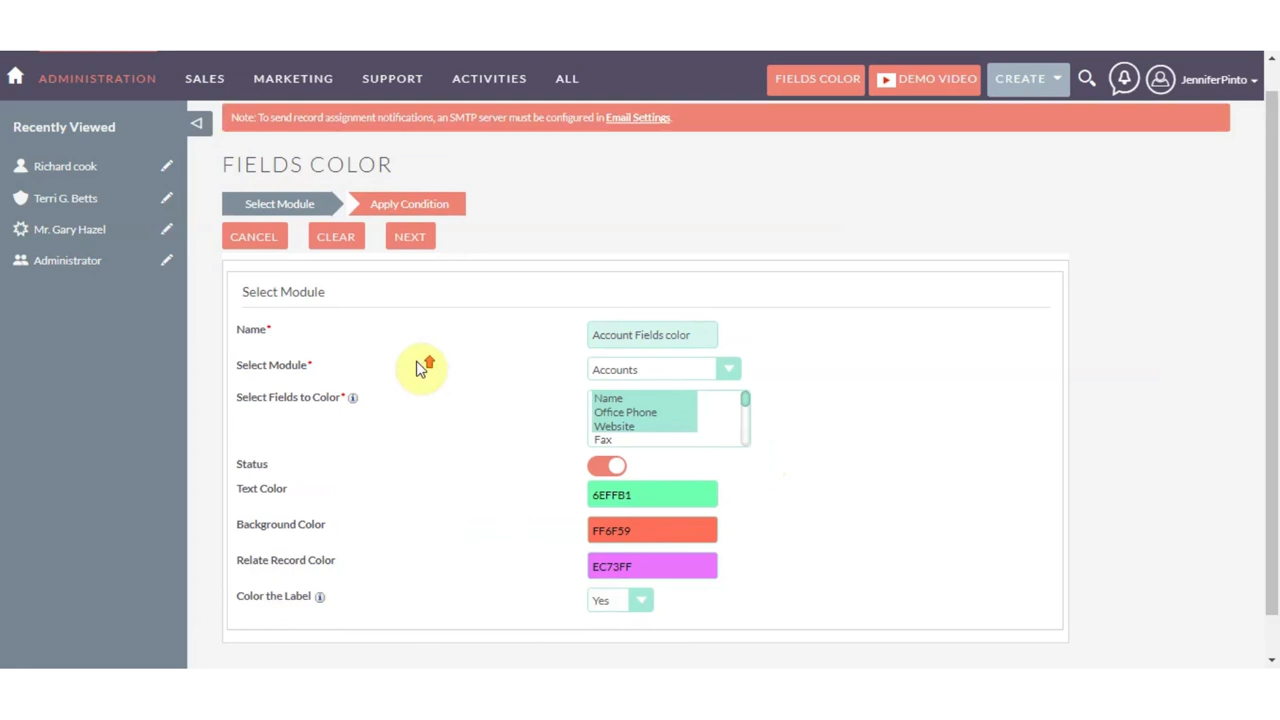 ADMINISTRATION SALES MARKETING SUPPORT ACTIVITIES ALL FIELDS COLOR DEMO VIDEO CREATE JenniferPinto
Recently Viewed
Richard cook
Terri G. Betts
Mr. Gary Hazel
Administrator
Note: To send record assignment notifications, an SMTP server must be configured in Email Settings.
FIELDS COLOR
Select Module Apply Condition
CANCEL CLEAR NEXT
Select Module
Name* Account Fields color
Select Module* Accounts
Select Fields to Color* Name
Office Phone
Website
Fax
Status
Text Color 6EFFB1
Background Color FF6F59
Relate Record Color EC73FF
Color the Label Yes